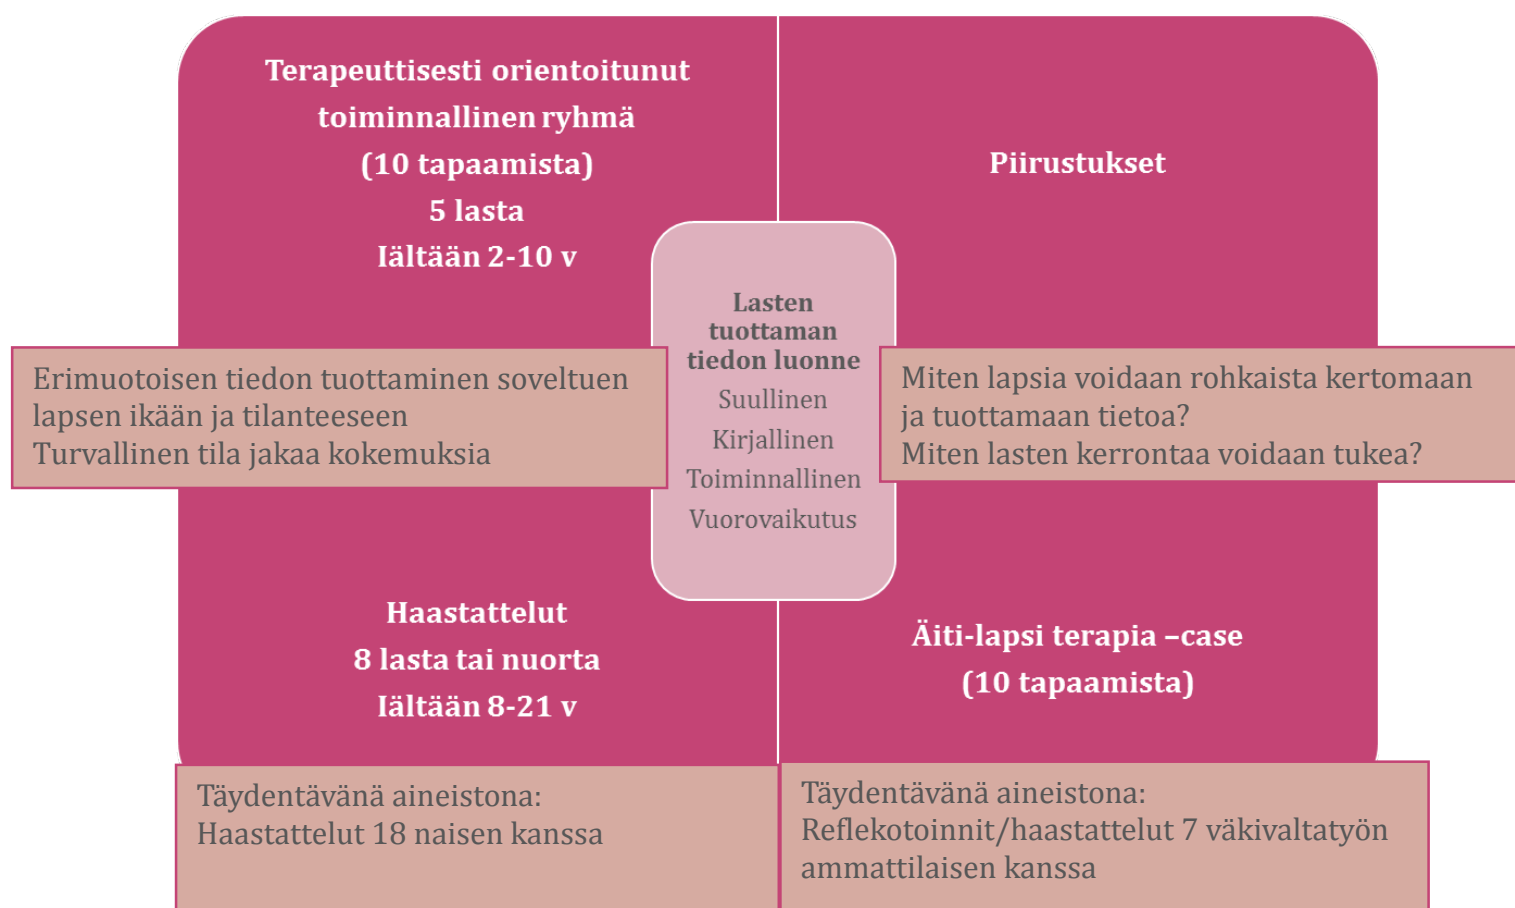 Terapeuttisesti orientoitunut
toiminnallinen ryhmä
(10 tapaamista)
5 lasta
Iältään 2-10 v
Piirustukset
Lasten
tuottaman
tiedon luonne
Suullinen
Kirjallinen
Toiminnallinen
Vuorovaikutus
Erimuotoisen tiedon tuottaminen soveltuen
lapsen ikään ja tilanteeseen
Turvallinen tila jakaa kokemuksia
Miten lapsia voidaan rohkaista kertomaan
ja tuottamaan tietoa?
Miten lasten kerrontaa voidaan tukea?
Haastattelut
8 lasta tai nuorta
Iältään 8-21 v
Äiti-lapsi terapia –case
(10 tapaamista)
Täydentävänä aineistona:
Haastattelut 18 naisen kanssa
Täydentävänä aineistona:
Reflekotoinnit/haastattelut 7 väkivaltatyön
ammattilaisen kanssa